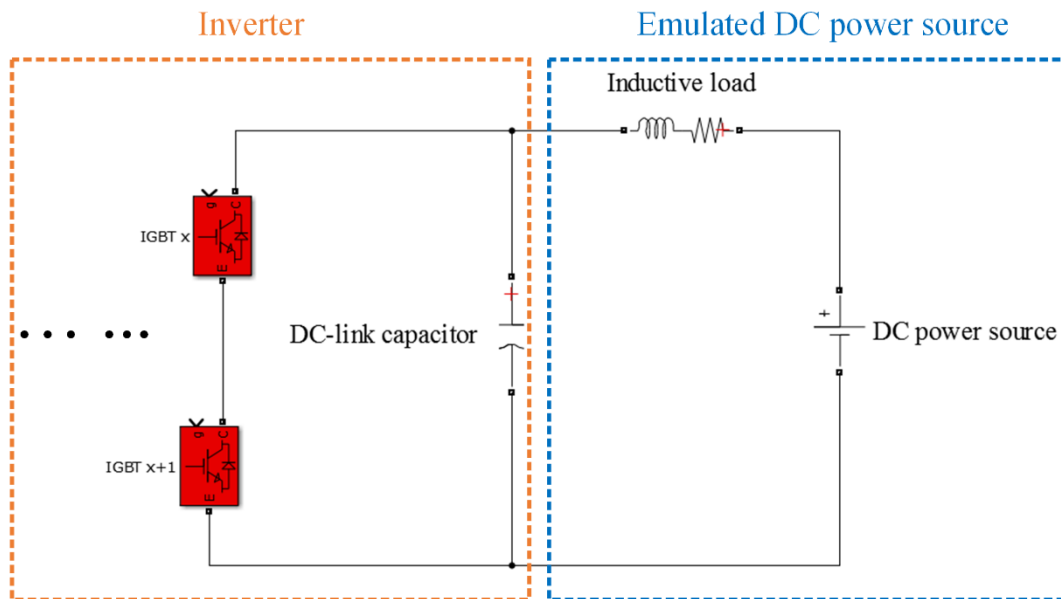 Inverter
Emulated DC power source
Inductive load
g
C
IGBT x
E
DC-link capacitor
DC power source
g
C
IGBT x+1
E